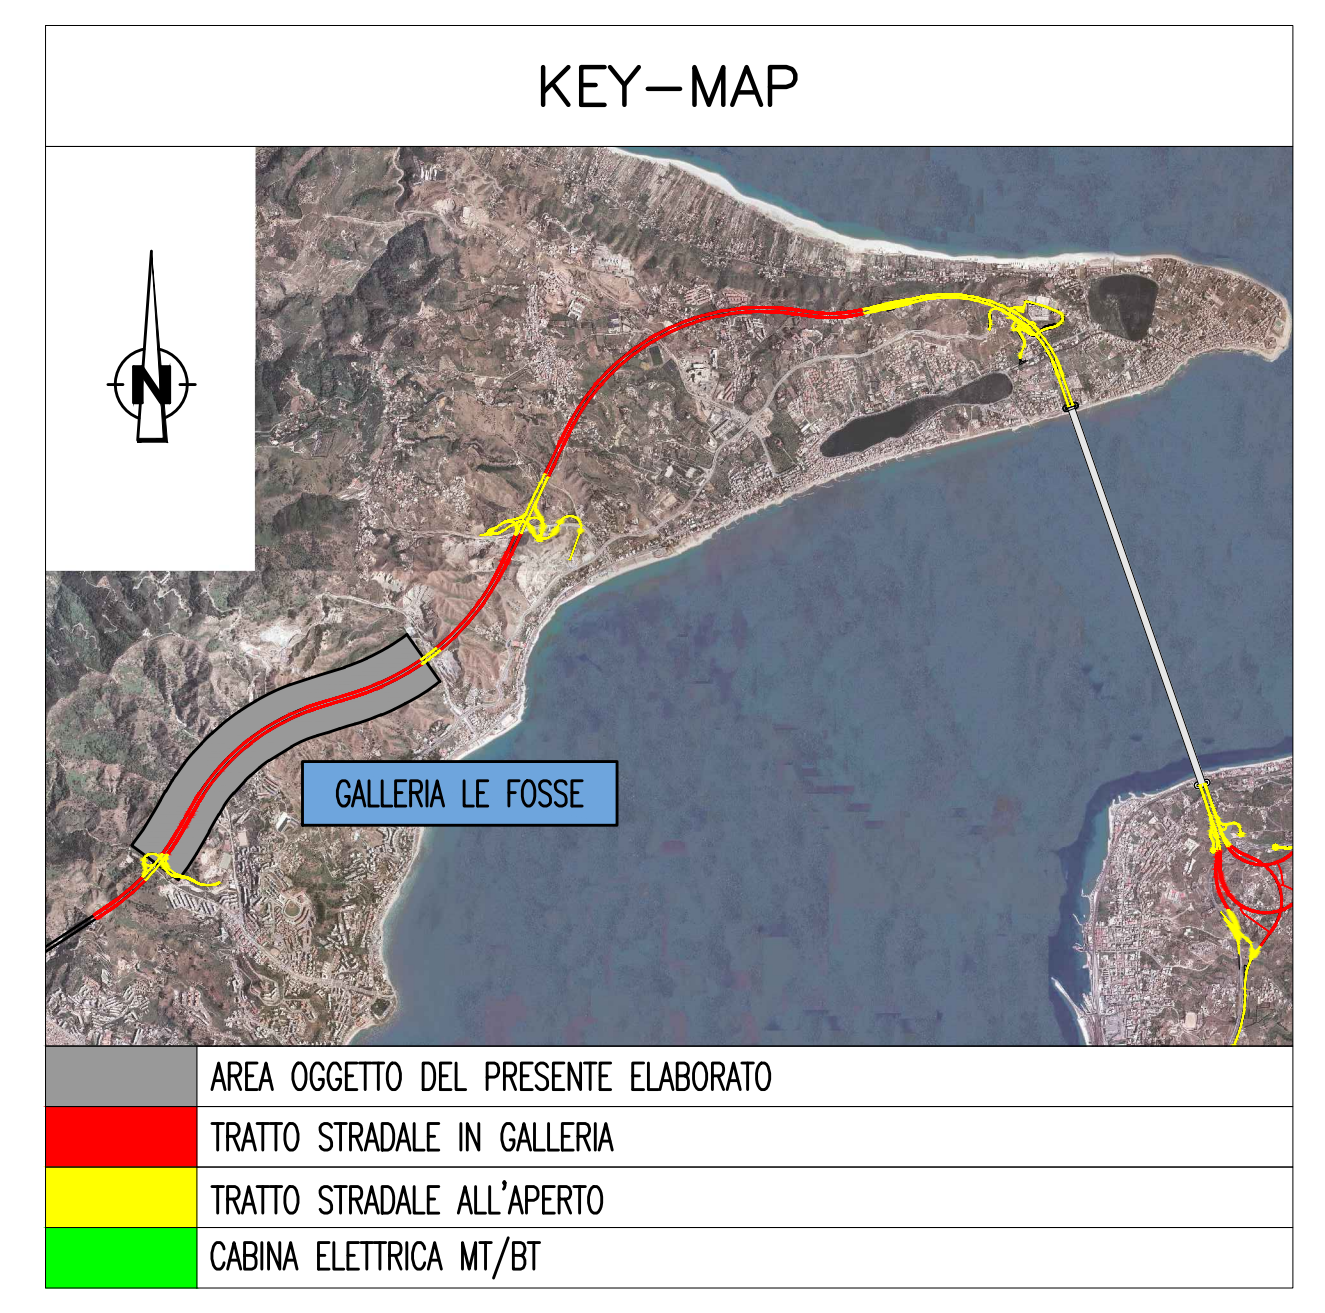 KEY-MAP
N
GALLERIA LE FOSSE
AREA OGGETTO DEL PRESENTE ELABORATO
TRATTO STRADALE IN GALLERIA
TRATTO STRADALE ALL'APERTO
CABINA ELETTRICA MT/BT